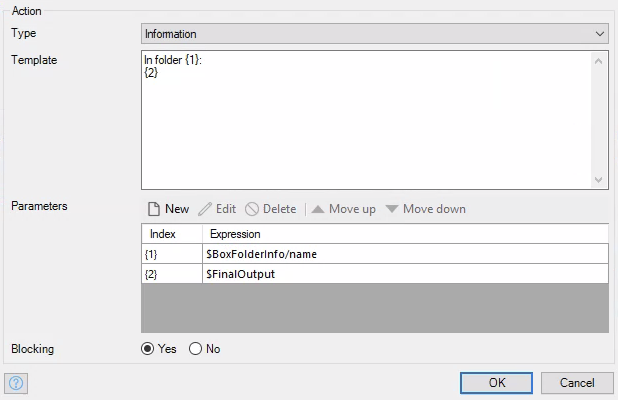 Action
Type
Information
Template
In folder {1}:
{2}
Parameters
New Edit Delete Move up Move down
Index Expression
{1} $BoxFolderInfo/name
{2} $FinalOutput
Blocking
Yes No
? OK Cancel